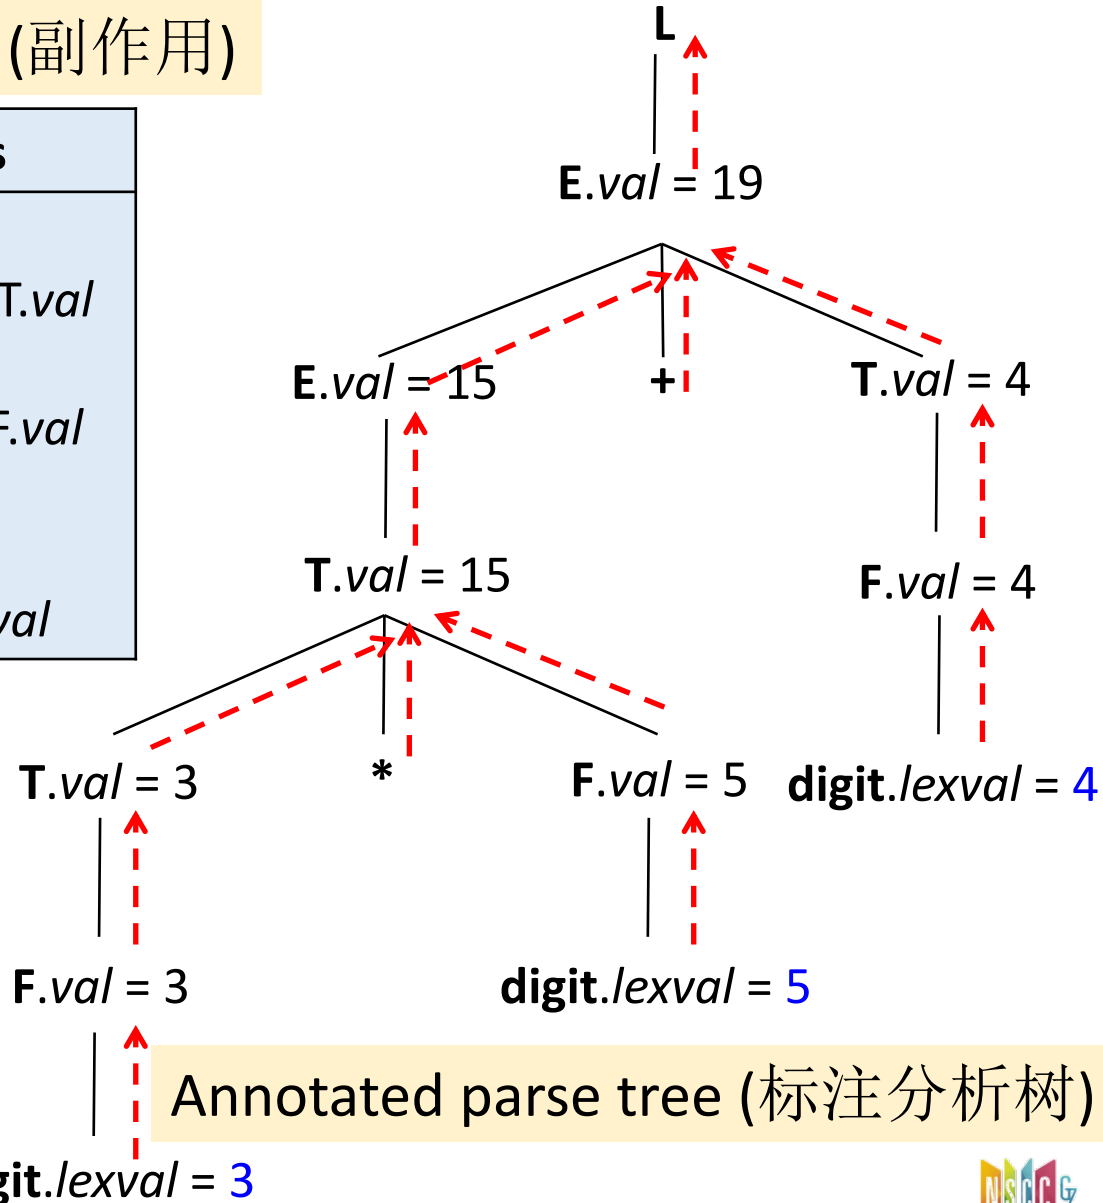 (副作用)
s
T.val
F.val
val
L
E.val = 19
E.val = 15
+
T.val = 4
T.val = 15
F.val = 4
T.val = 3
*
F.val = 5
digit.lexval = 4
F.val = 3
digit.lexval = 5
Annotated parse tree (标注分析树)
git.lexval = 3
NSCC GZ